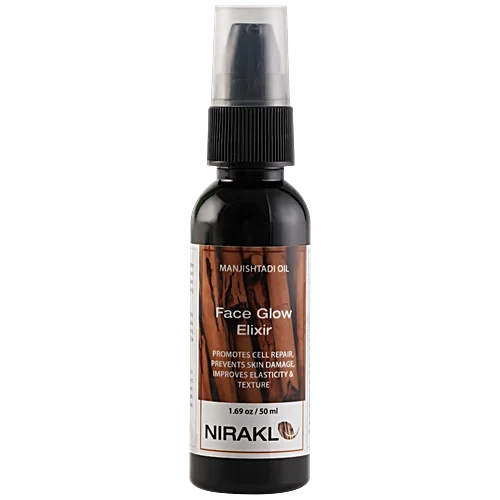 MANJISHTADI OIL
Face Glow
Elixir
PROMOTES CELL REPAIR,
PREVENTS SKIN DAMAGE,
IMPROVES ELASTICITY &
TEXTURE
1.69 oz / 50 ml
NIRAKL